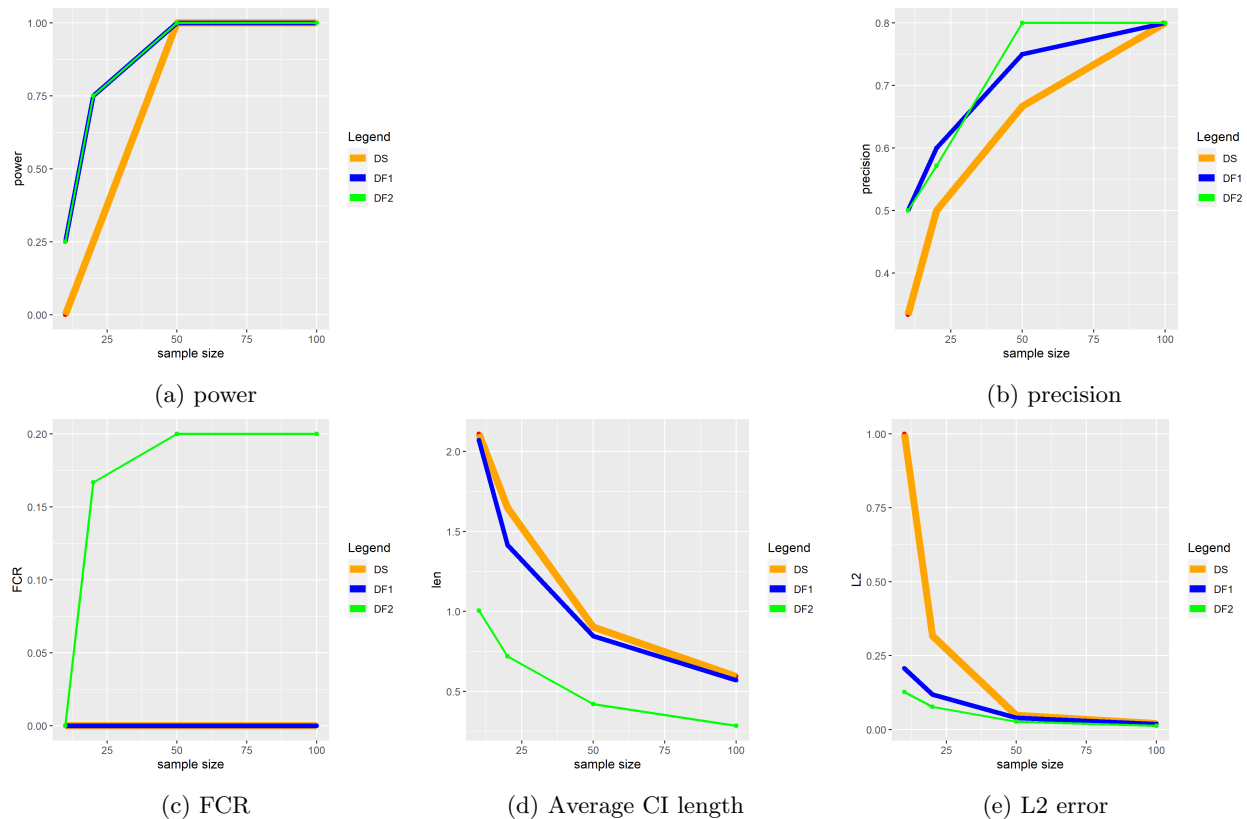 1.00
0.75
0.50
0.25
0.00
power
25 50 75 100
sample size
Legend
DS
DF1
DF2
(a) power
0.8
0.7
0.6
0.5
0.4
precision
25 50 75 100
sample size
Legend
DS
DF1
DF2
(b) precision
0.20
0.15
0.10
0.05
0.00
FCR
25 50 75 100
sample size
Legend
DS
DF1
DF2
(c) FCR
2.0
1.5
1.0
0.5
len
25 50 75 100
sample size
Legend
DS
DF1
DF2
(d) Average CI length
1.00
0.75
0.50
0.25
0.00
L2
25 50 75 100
sample size
Legend
DS
DF1
DF2
(e) L2 error